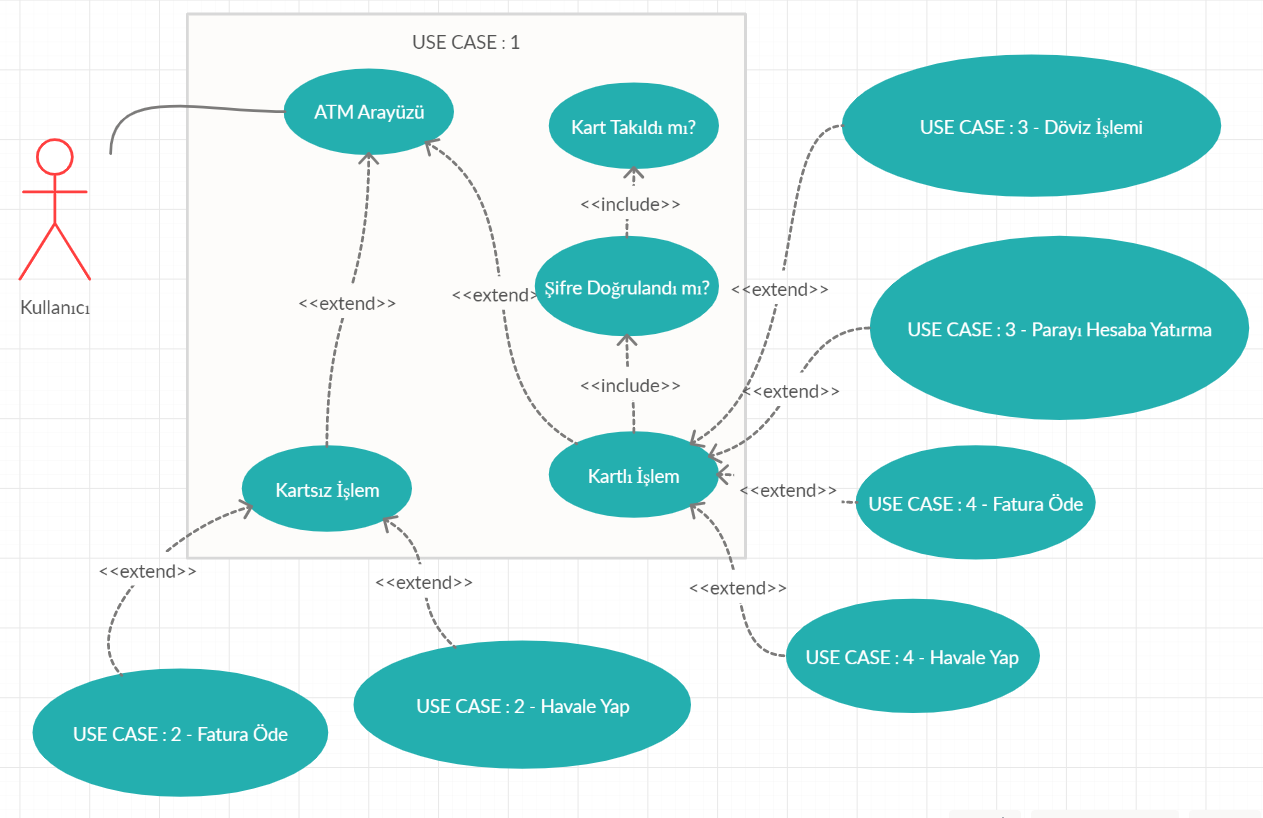 USE CASE : 1
ATM Arayüzü
Kart Takıldı mı?
USE CASE : 3 - Döviz İşlemi
<<include>>
Kullanıcı
<<extend>>
<<extend>
Şifre Doğrulandı mı?
<<extend>>
USE CASE : 3 - Parayı Hesaba Yatırma
<<include>>
<<extend>>
Kartsız İşlem
Kartlı İşlem
<<extend>>
USE CASE : 4 - Fatura Öde
<<extend>>
<<extend>>
<<extend>>
USE CASE : 4 - Havale Yap
USE CASE : 2 - Fatura Öde
USE CASE : 2 - Havale Yap